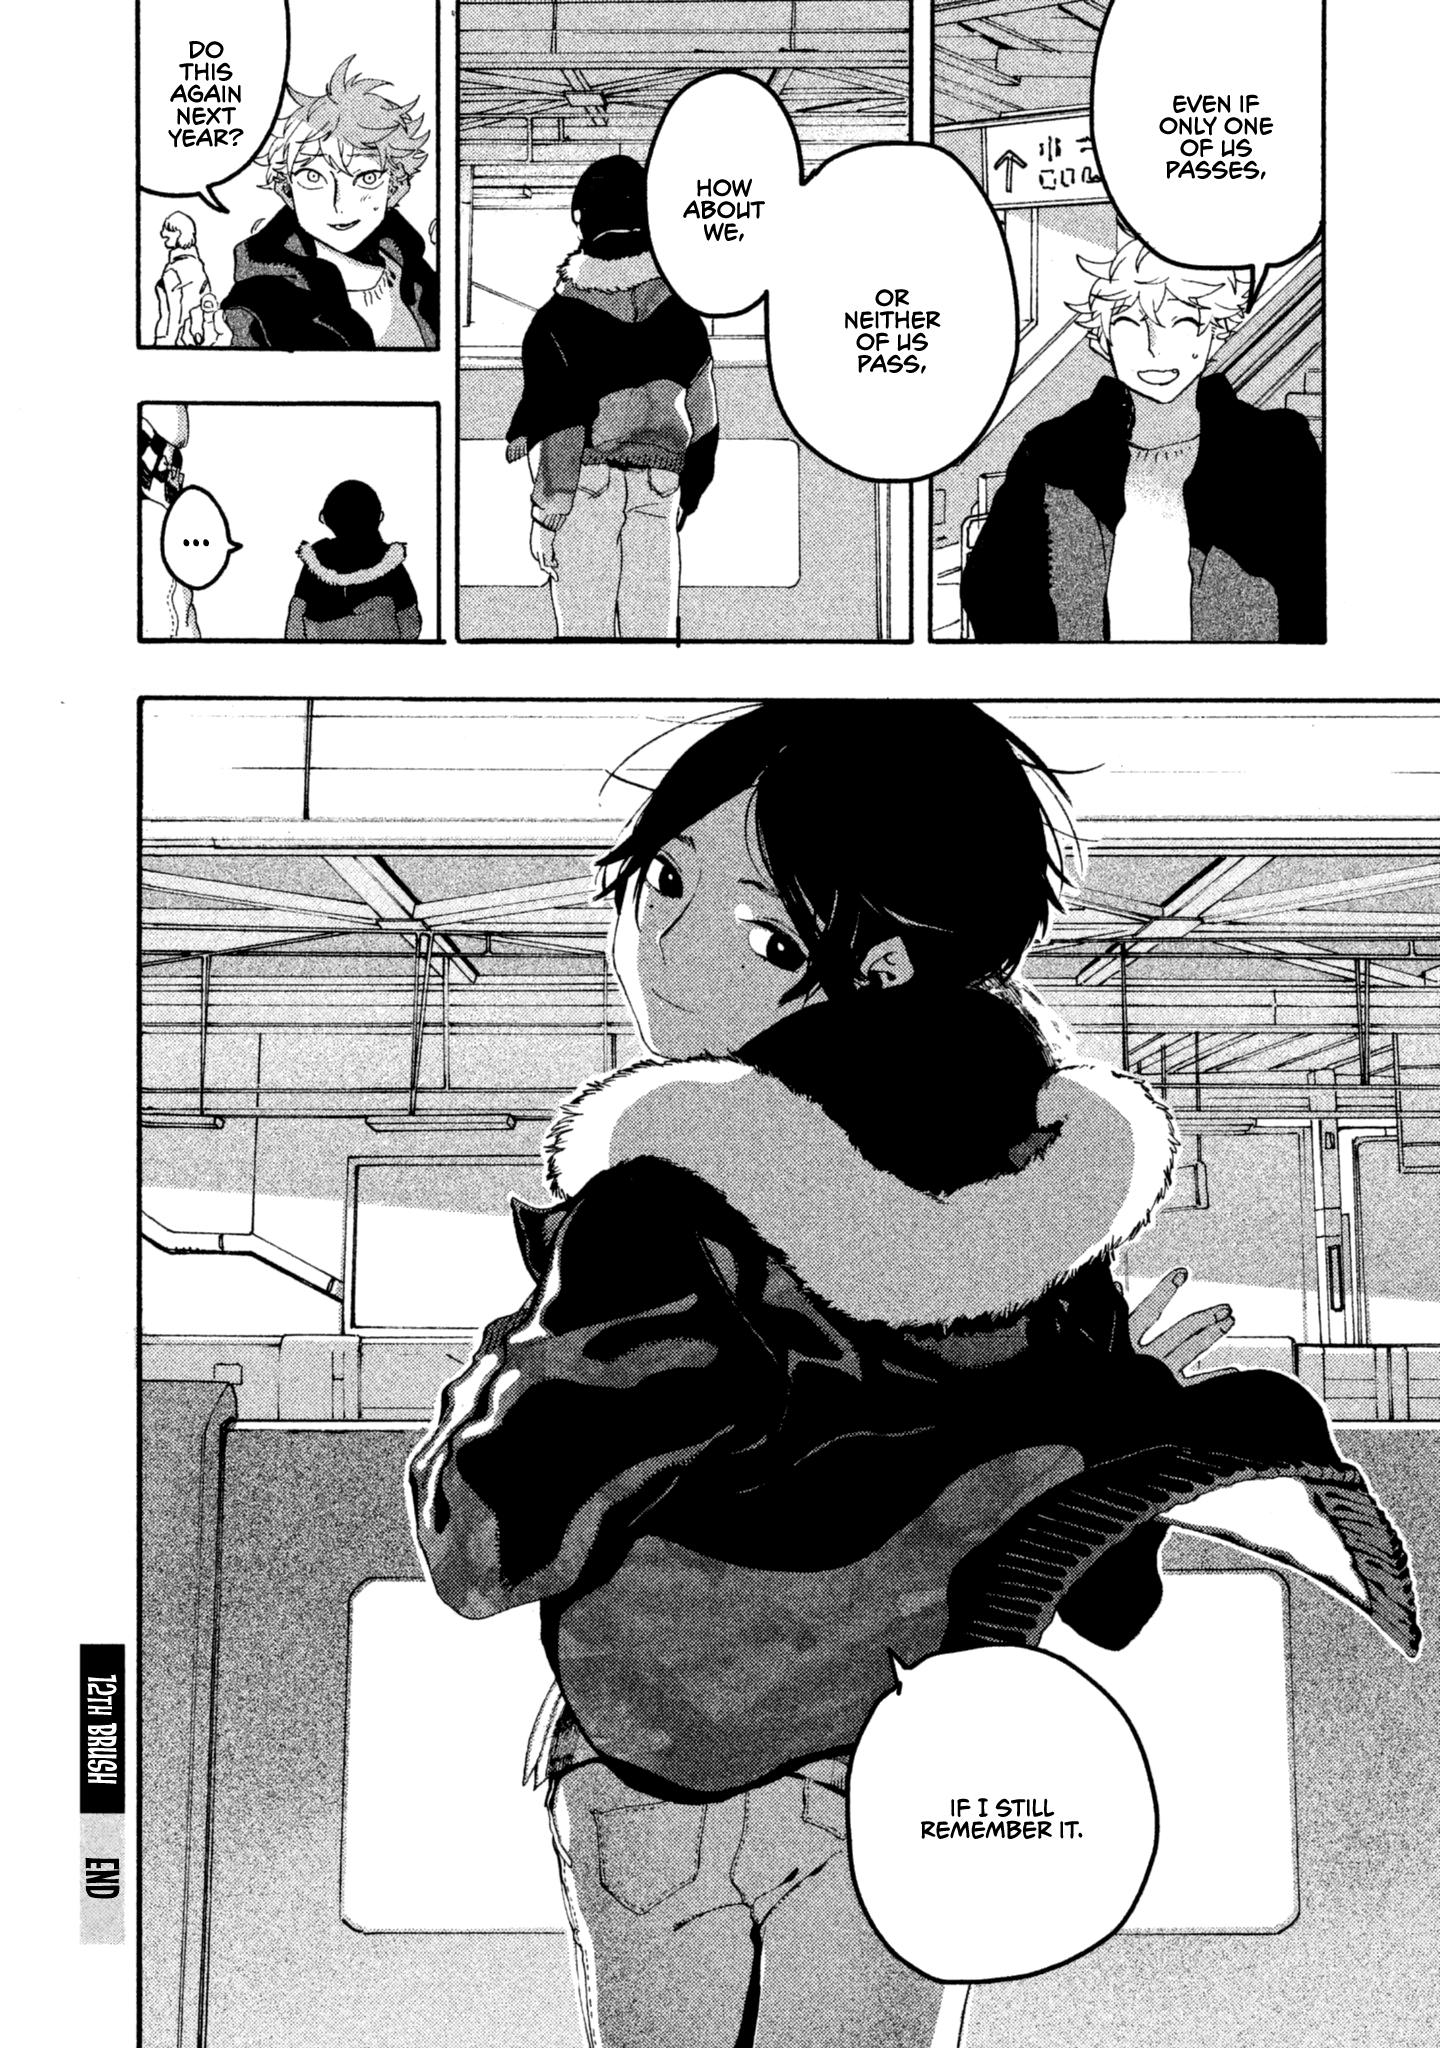 EVEN IF
ONLY ONE
OF US
PASSES,
OR
NEITHER
OF US
PASS,
HOW
ABOUT
WE,
DO
THIS
AGAIN
NEXT
YEAR?
...
IF I STILL
REMEMBER IT.
12TH BRUSH
END